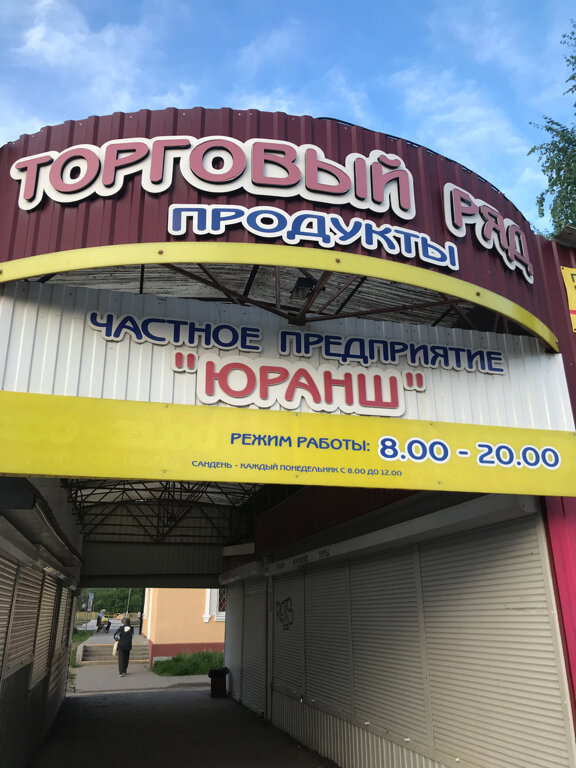 ТОРГОВЫЙ РЯД
ПРОДУКТЫ
ЧАСТНОЕ ПРЕДПРИЯТИЕ
"ЮРАНШ"
РЕЖИМ РАБОТЫ: 8.00 - 20.00
САНДЕНЬ - КАЖДЫЙ ПОНЕДЕЛЬНИК С 8.00 ДО 12.00